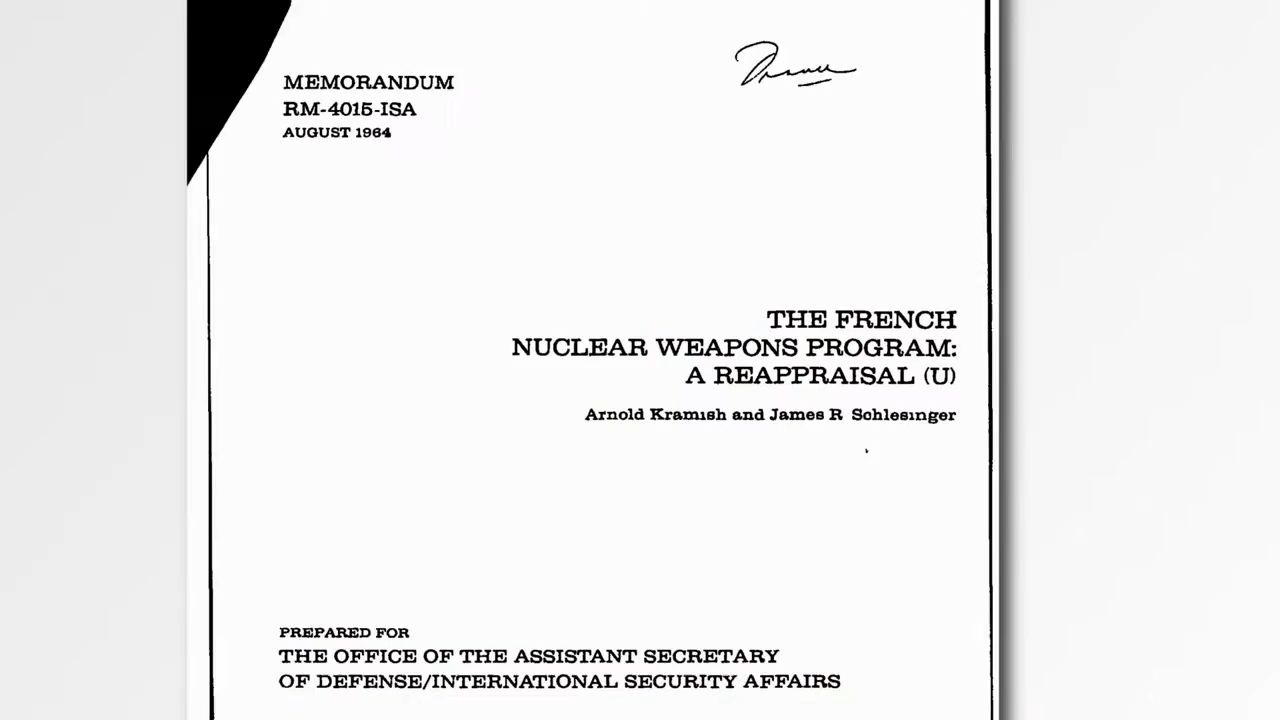 France
MEMORANDUM
RM-4015-ISA
AUGUST 1964
THE FRENCH
NUCLEAR WEAPONS PROGRAM:
A REAPPRAISAL (U)
Arnold Kramish and James R Schlesinger
PREPARED FOR
THE OFFICE OF THE ASSISTANT SECRETARY
OF DEFENSE/INTERNATIONAL SECURITY AFFAIRS